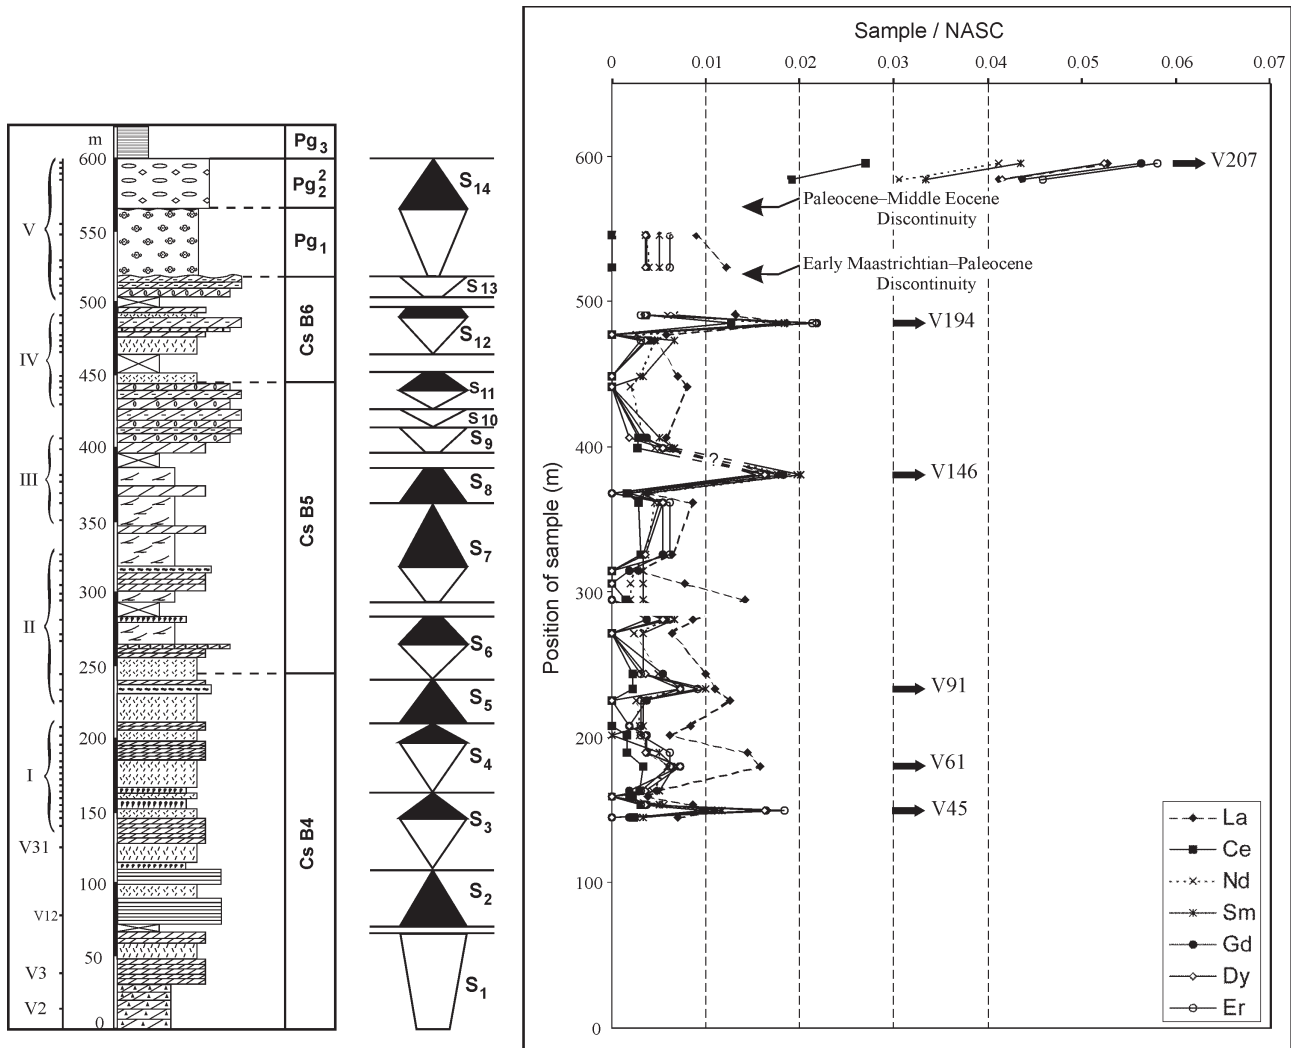 m
600
550
500
450
400
350
300
250
200
150
100
50
0
V
IV
III
II
I
V31
V12
V3
V2
Pg3
Pg2 2
Pg1
Cs B6
Cs B5
Cs B4
S14
S13
S12
S11
S10
S9
S8
S7
S6
S5
S4
S3
S2
S1
Sample / NASC
0 0.01 0.02 0.03 0.04 0.05 0.06 0.07
Position of sample (m)
600
500
400
300
200
100
0
V207
Paleocene–Middle Eocene
Discontinuity
Early Maastrichtian–Paleocene
Discontinuity
V194
?
V146
V91
V61
V45
La
Ce
Nd
Sm
Gd
Dy
Er